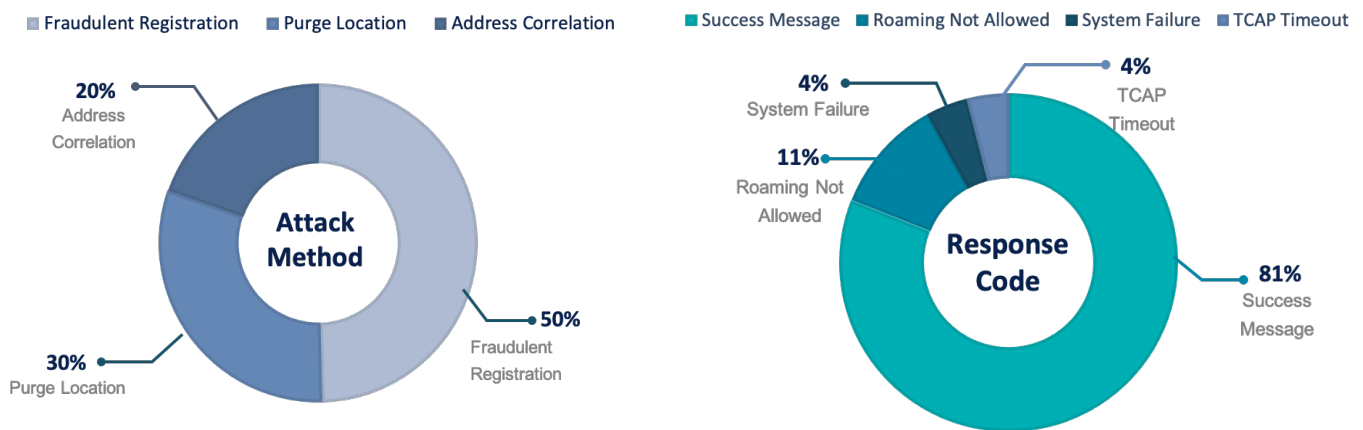 Fraudulent Registration Purge Location Address Correlation
20%
Address
Correlation
Attack
Method
50%
Fraudulent
Registration
30%
Purge Location
Success Message Roaming Not Allowed System Failure TCAP Timeout
4%
System Failure
4%
TCAP
Timeout
11%
Roaming Not
Allowed
Response
Code
81%
Success
Message